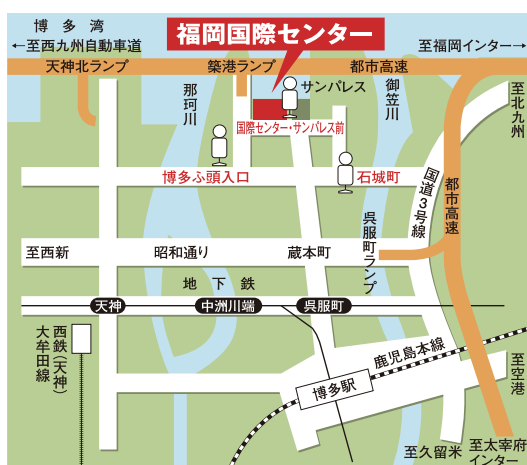 博多湾
福岡国際センター
←至西九州自動車道
至福岡インター→
天神北ランプ
築港ランプ
都市高速
サンパレス
那珂川
御笠川
至北九州
国際センター・サンパレス前
博多ふ頭入口
石城町
国道3号線
都市高速
呉服町ランプ
至西新
昭和通り
蔵本町
地下鉄
天神
中洲川端
呉服町
西鉄(天神)
大牟田線
鹿児島本線
博多駅
至空港
至久留米
至太宰府
インター